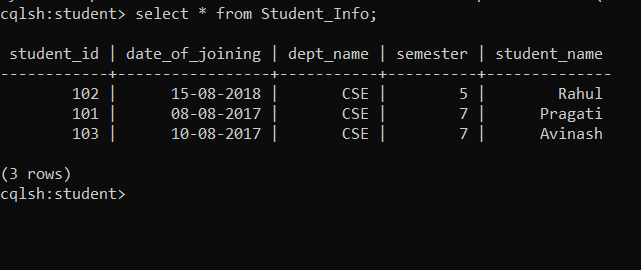 cqlsh:student> select * from Student_Info;
student_id | date_of_joining | dept_name | semester | student_name
------------+-----------------+-----------+----------+--------------
102 | 15-08-2018 | CSE | 5 | Rahul
101 | 08-08-2017 | CSE | 7 | Pragati
103 | 10-08-2017 | CSE | 7 | Avinash
(3 rows)
cqlsh:student>